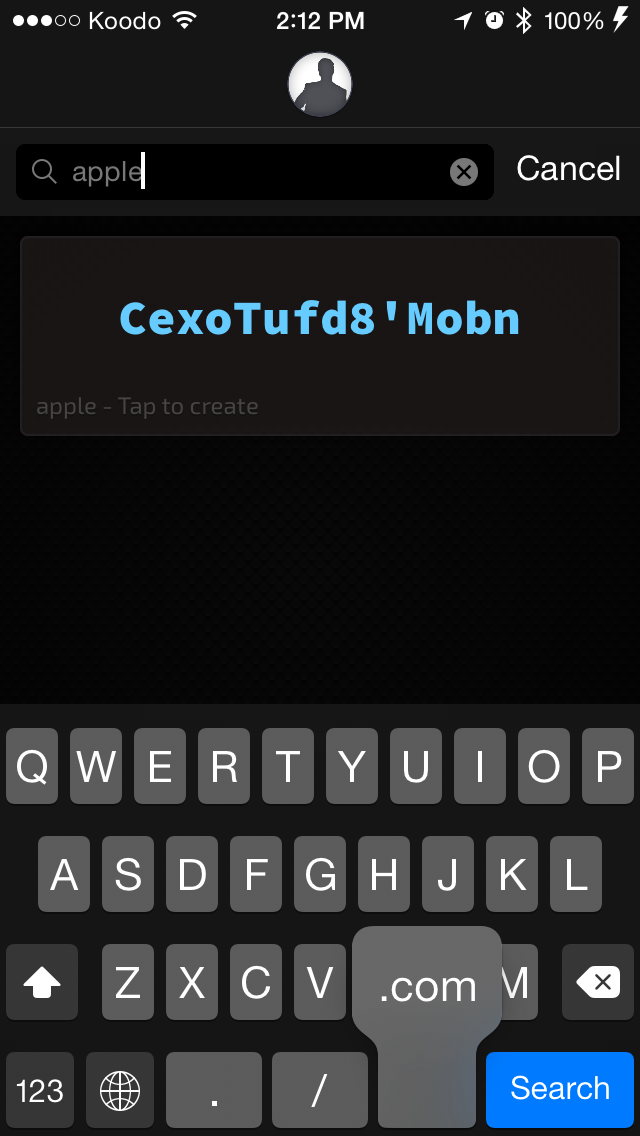 Koodo 2:12 PM 100%
apple Cancel
CexoTufd8'Mobn
apple - Tap to create
Q W E R T Y U I O P
A S D F G H J K L
Z X C V .com M
123 . / Search